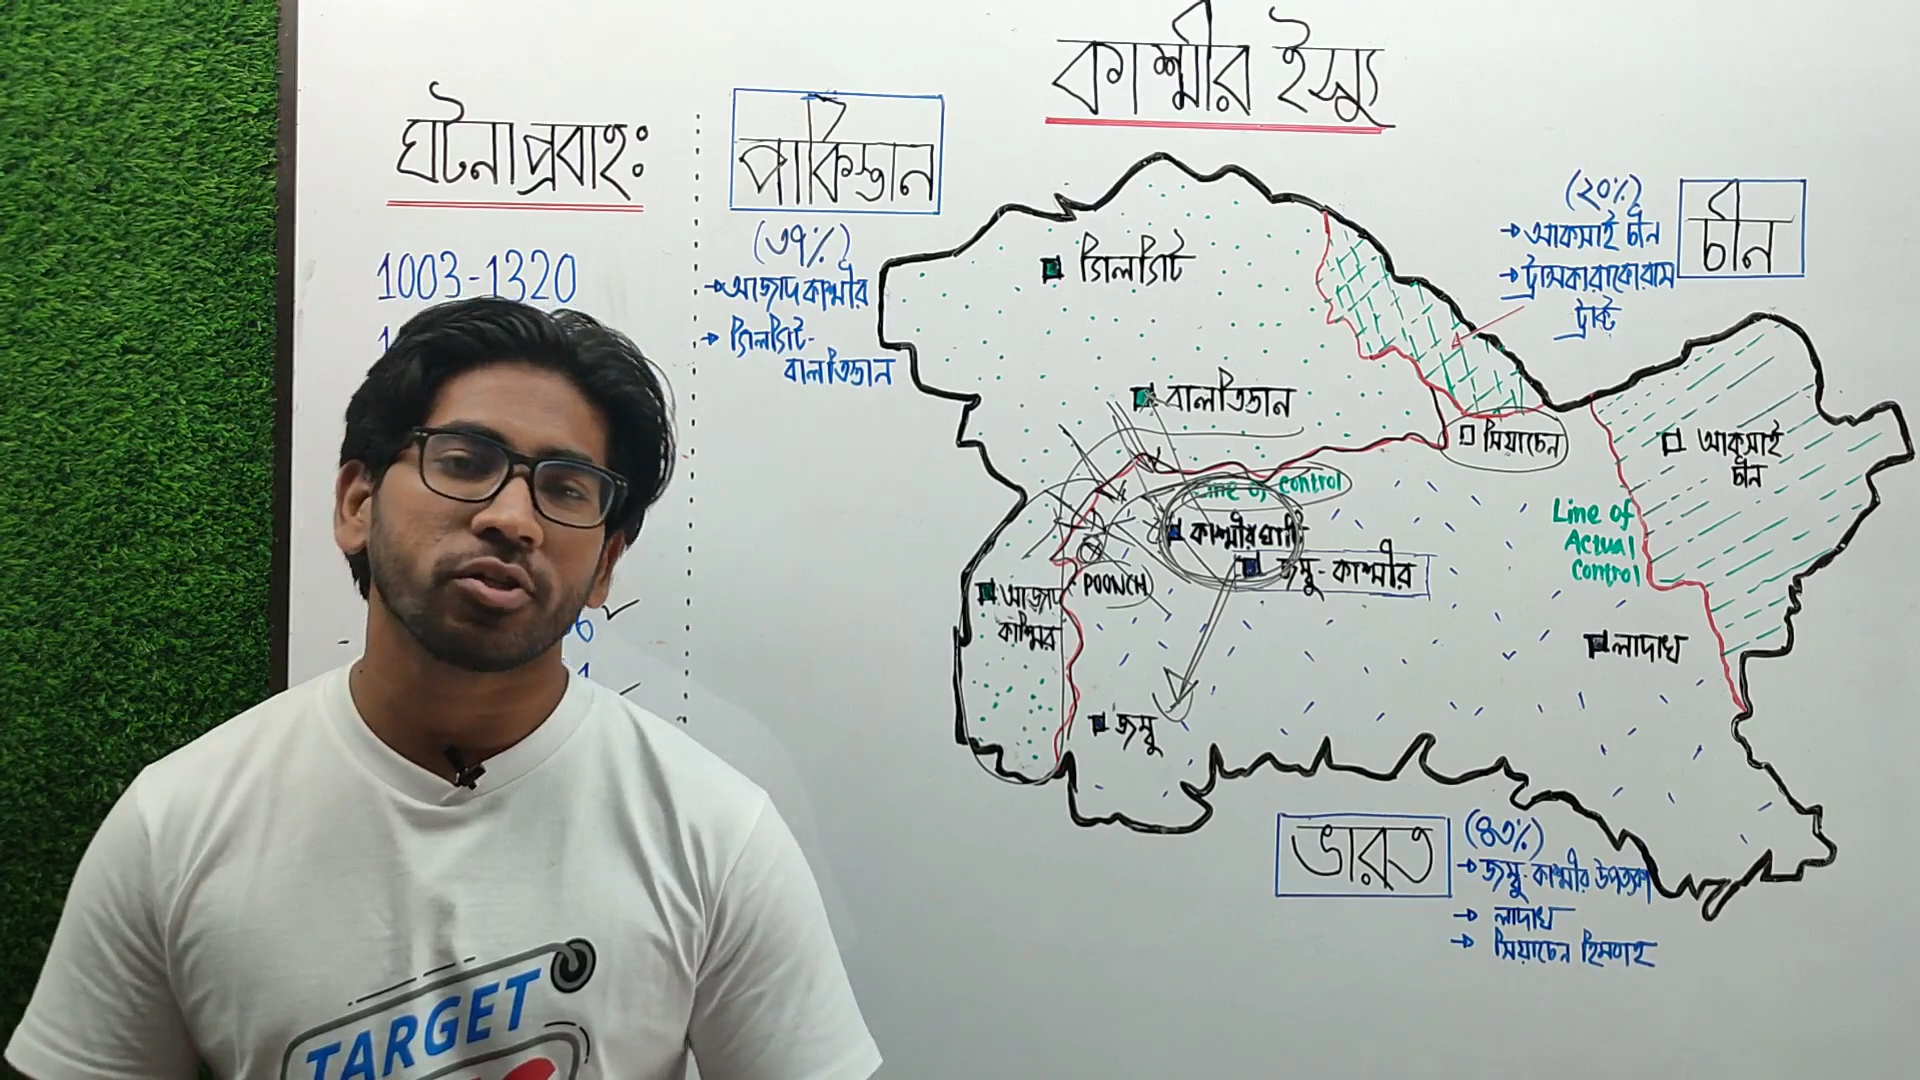 কাশ্মীর ইস্যু
ঘটনাপ্রবাহঃ
1003-1320
পাকিস্তান
(৩৭%)
→আজাদ কাশ্মীর
→ গিলগিট-
বালতিস্তান
(২০%)
→আকসাই চীন
→ ট্রান্সকারাকোরাম
ট্রাক্ট
চীন
গিলগিট
বালতিস্তান
সিয়াচেন
আকসাই
চীন
Line of Control
Line of
Actual
Control
কাশ্মীর ঘাটি
জম্মু-কাশ্মীর
POONCH
আজাদ
কাশ্মির
লাদাখ
জম্মু
ভারত
(৪৩%)
→ জম্মু-কাশ্মীর উপত্যকা
→ লাদাখ
→ সিয়াচেন হিমবাহ
TARGET